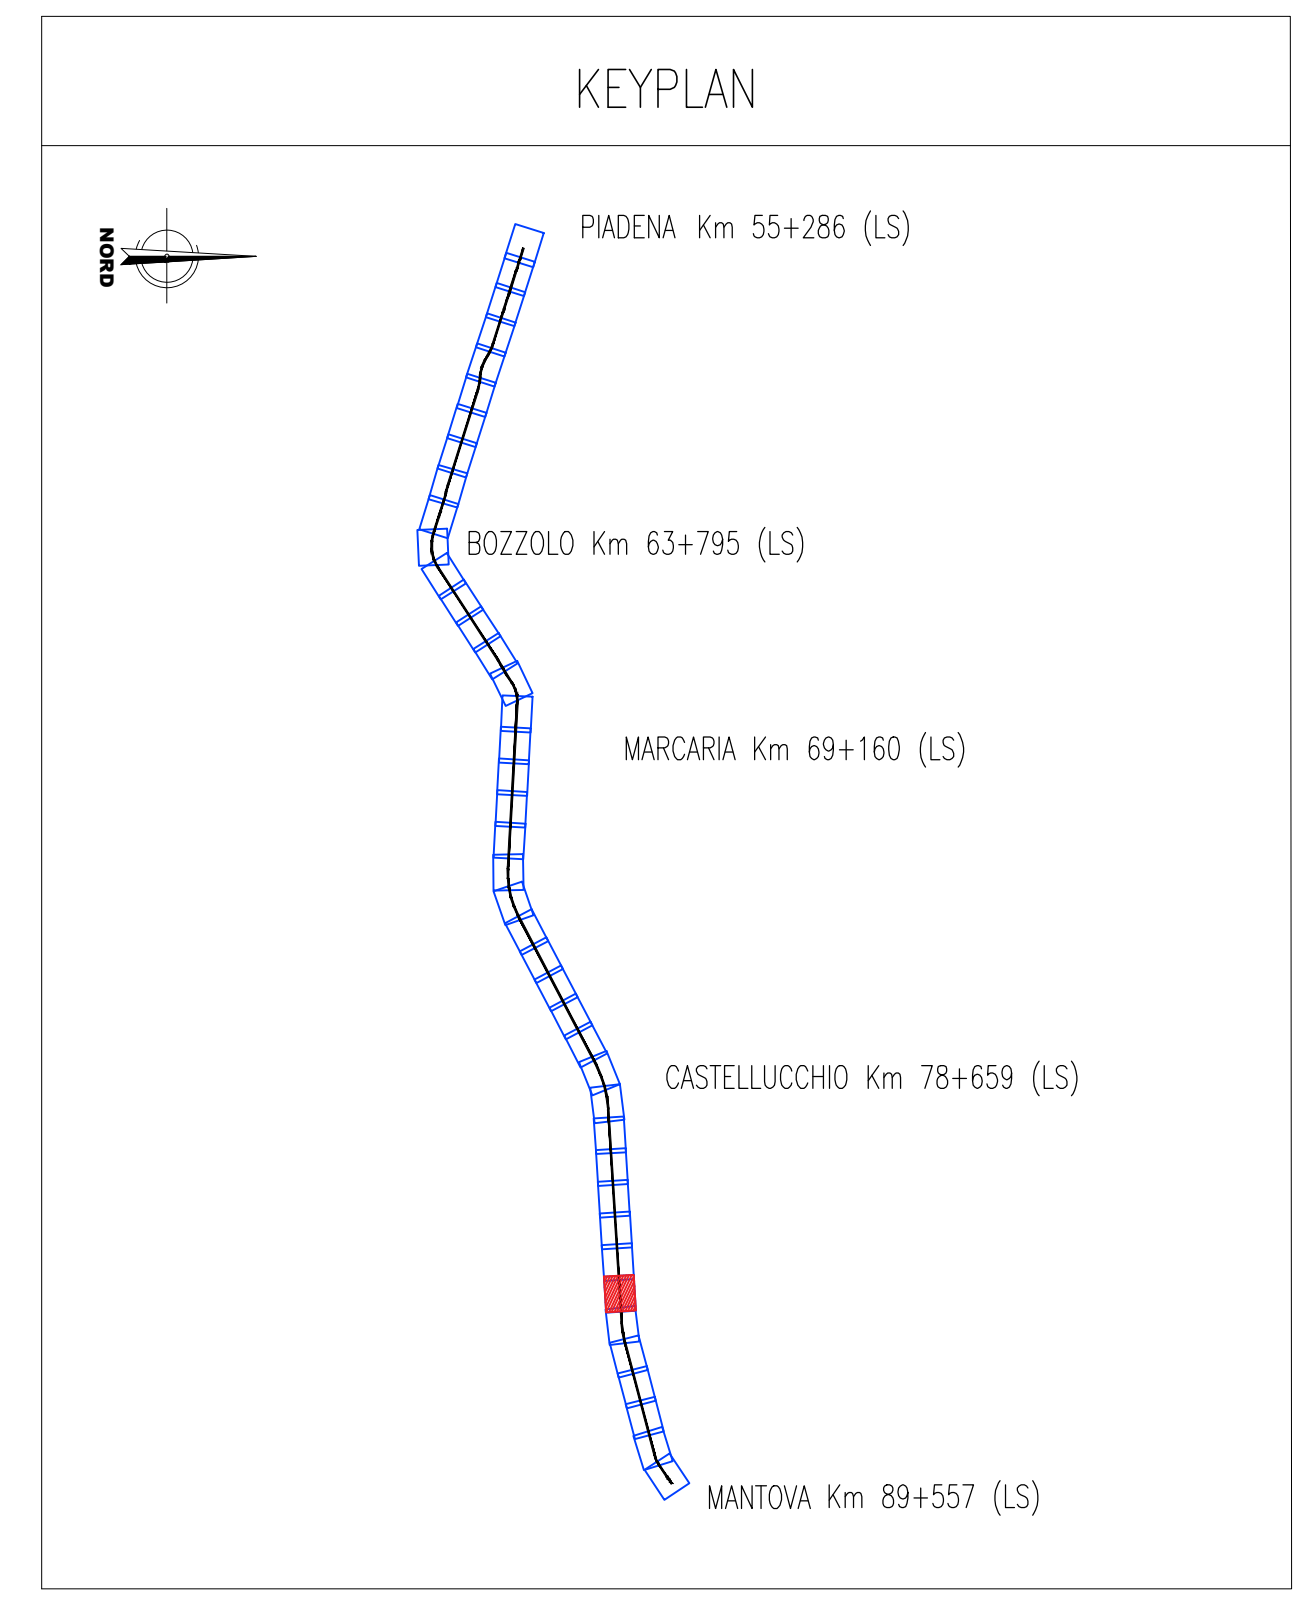 KEYPLAN
NORD
PIADENA Km 55+286 (LS)
BOZZOLO Km 63+795 (LS)
MARCARIA Km 69+160 (LS)
CASTELLUCCHIO Km 78+659 (LS)
MANTOVA Km 89+557 (LS)